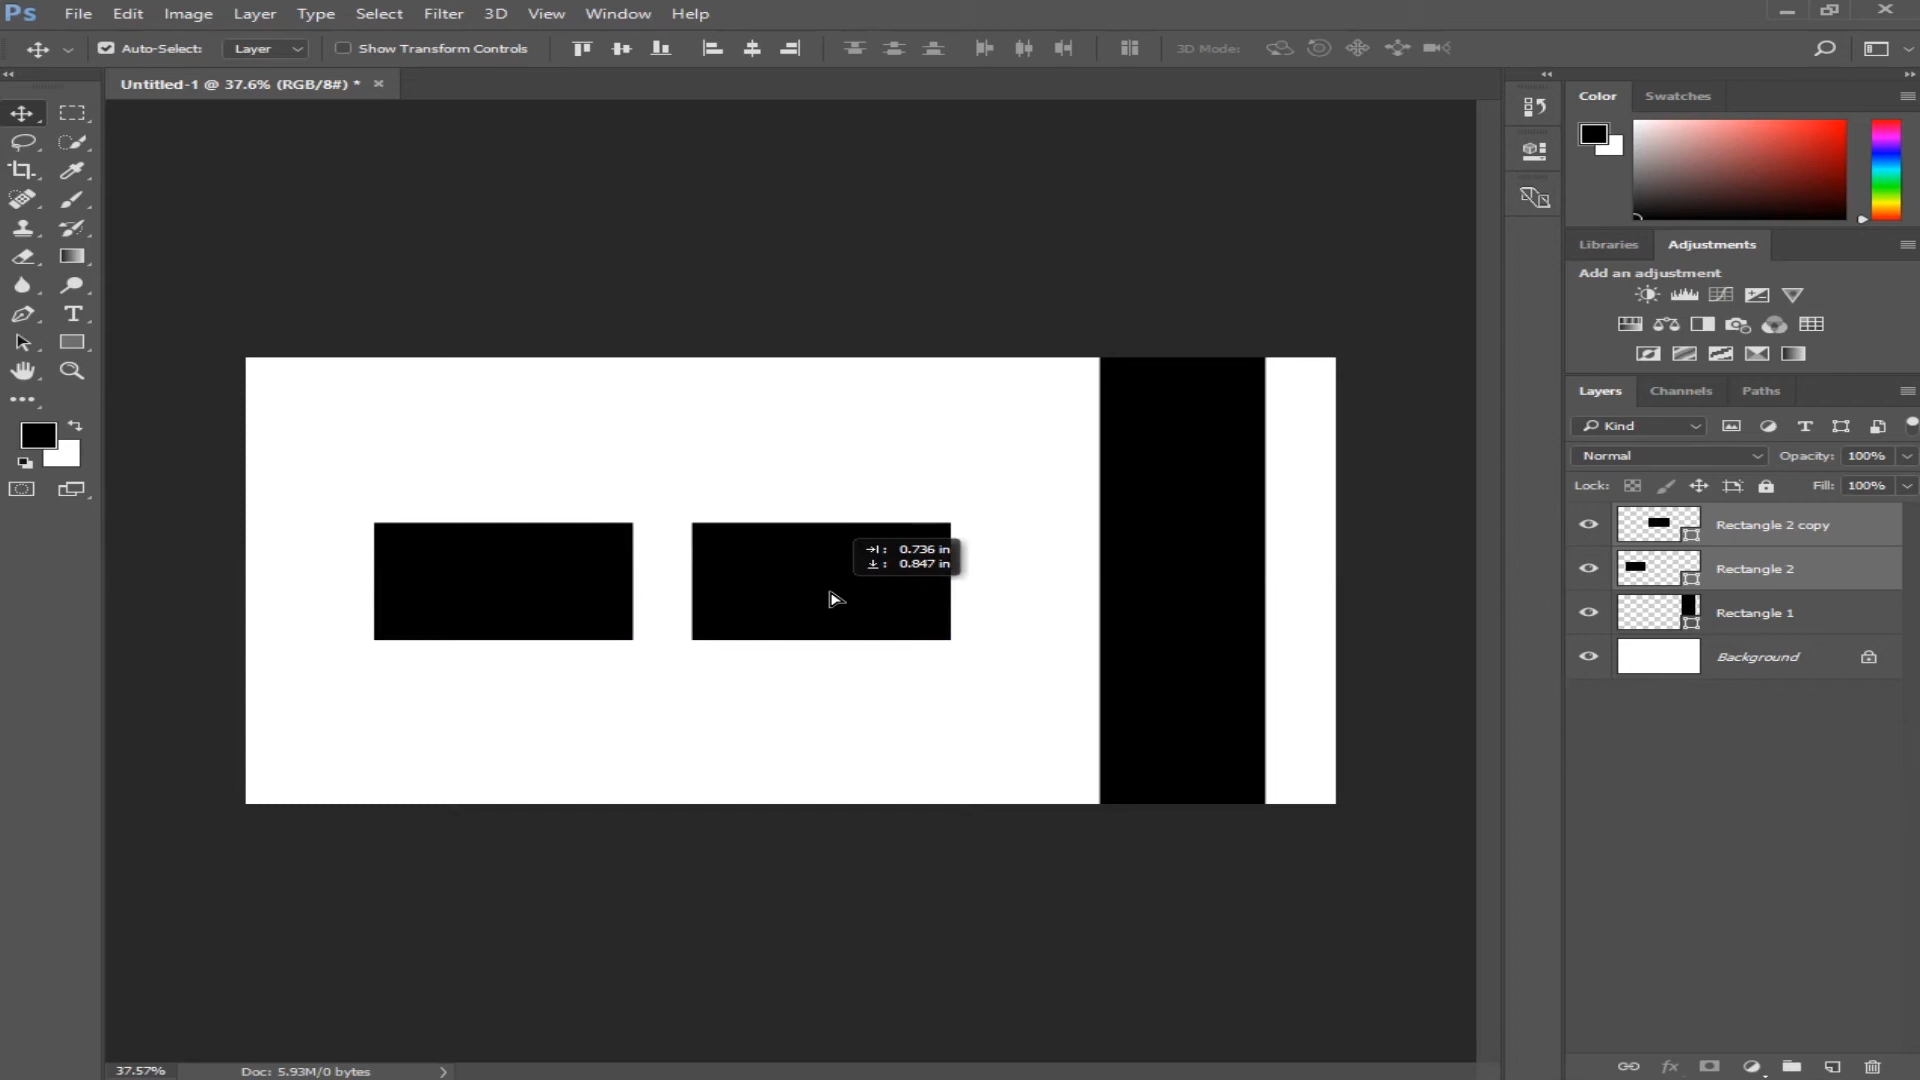 Ps File Edit Image Layer Type Select Filter 3D View Window Help
Auto-Select: Layer Show Transform Controls 3D Mode:
Untitled-1 @ 37.6% (RGB/8#) *
Color Swatches
Libraries Adjustments
Add an adjustment
Layers Channels Paths
Kind
Normal Opacity: 100%
Lock: Fill: 100%
Rectangle 2 copy
Rectangle 2
Rectangle 1
Background
0.736 in
0.847 in
37.57% Doc: 5.93M/0 bytes